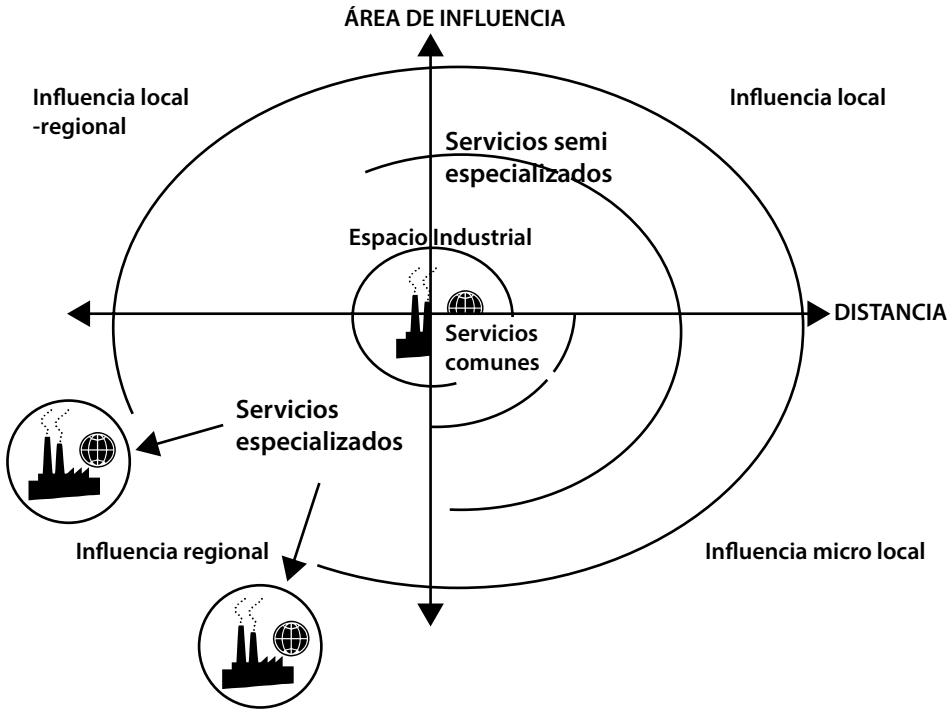 ÁREA DE INFLUENCIA
Influencia local
-regional
Influencia local
Servicios semi
especializados
Espacio Industrial
DISTANCIA
Servicios
comunes
Servicios
especializados
Influencia regional
Influencia micro local